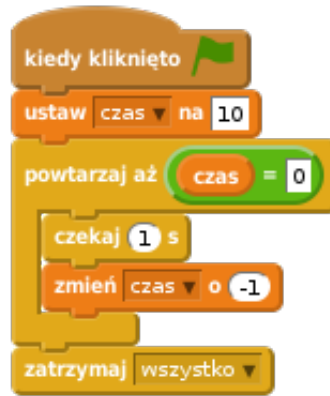 kiedy kliknięto
ustaw czas na 10
powtarzaj aż czas = 0
czekaj 1 s
zmień czas o -1
zatrzymaj wszystko